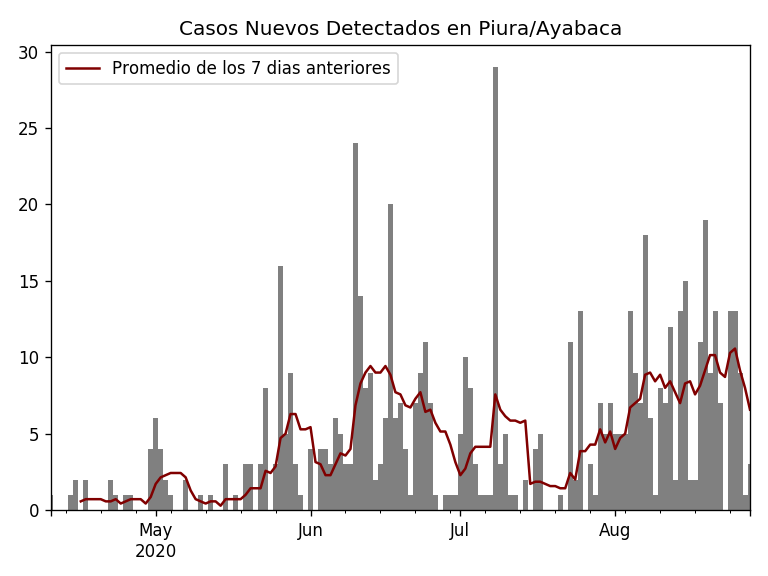 Casos Nuevos Detectados en Piura/Ayabaca
Promedio de los 7 dias anteriores
30
25
20
15
10
5
0
May
2020
Jun
Jul
Aug